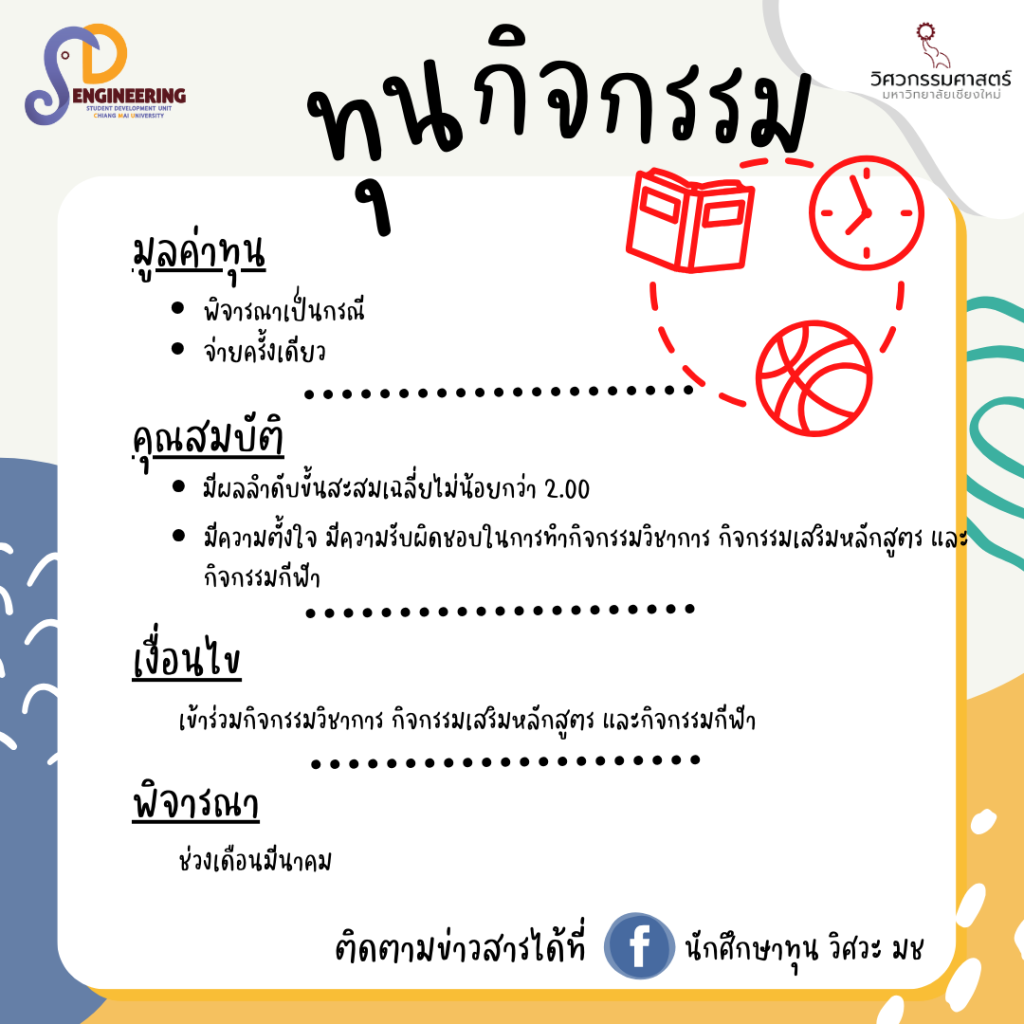 SD
ENGINEERING
STUDENT DEVELOPMENT UNIT
CHIANG MAI UNIVERSITY
วิศวกรรมศาสตร์
มหาวิทยาลัยเชียงใหม่
ทุนกิจกรรม
มูลค่าทุน
• พิจารณาเป็นกรณี
• จ่ายครั้งเดียว
คุณสมบัติ
• มีผลลำดับขั้นสะสมเฉลี่ยไม่น้อยกว่า 2.00
• มีความตั้งใจ มีความรับผิดชอบในการทำกิจกรรมวิชาการ กิจกรรมเสริมหลักสูตร และ
กิจกรรมกีฬา
เงื่อนไข
เข้าร่วมกิจกรรมวิชาการ กิจกรรมเสริมหลักสูตร และกิจกรรมกีฬา
พิจารณา
ช่วงเดือนมีนาคม
ติดตามข่าวสารได้ที่ f นักศึกษาทุน วิศวะ มช